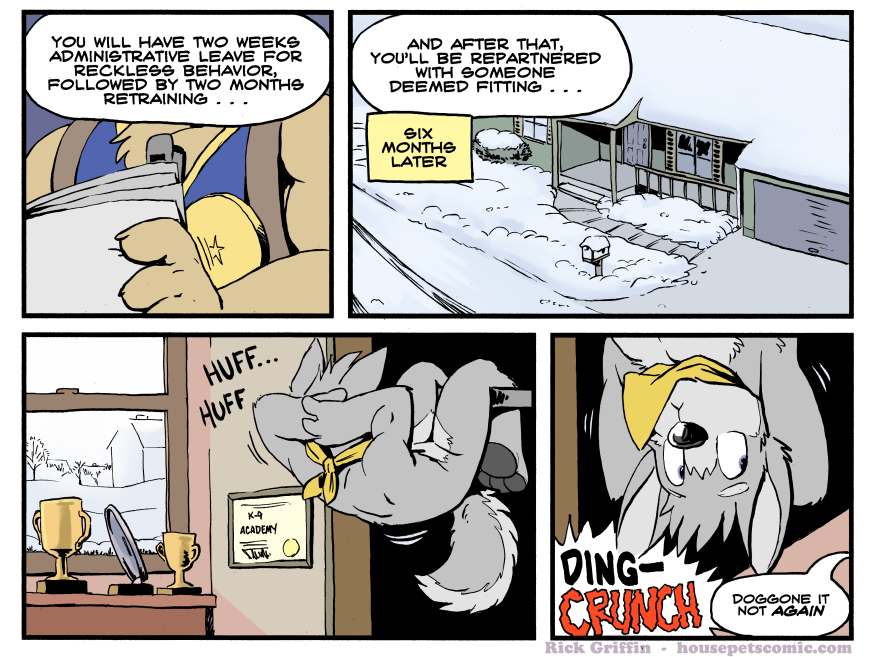 YOU WILL HAVE TWO WEEKS
ADMINISTRATIVE LEAVE FOR
RECKLESS BEHAVIOR,
FOLLOWED BY TWO MONTHS
RETRAINING . . .
AND AFTER THAT,
YOU'LL BE REPARTNERED
WITH SOMEONE
DEEMED FITTING . . .
SIX
MONTHS
LATER
HUFF...
HUFF
K-9
ACADEMY
DING-
CRUNCH
DOGGONE IT
NOT AGAIN
Rick Griffin - housepetscomic.com